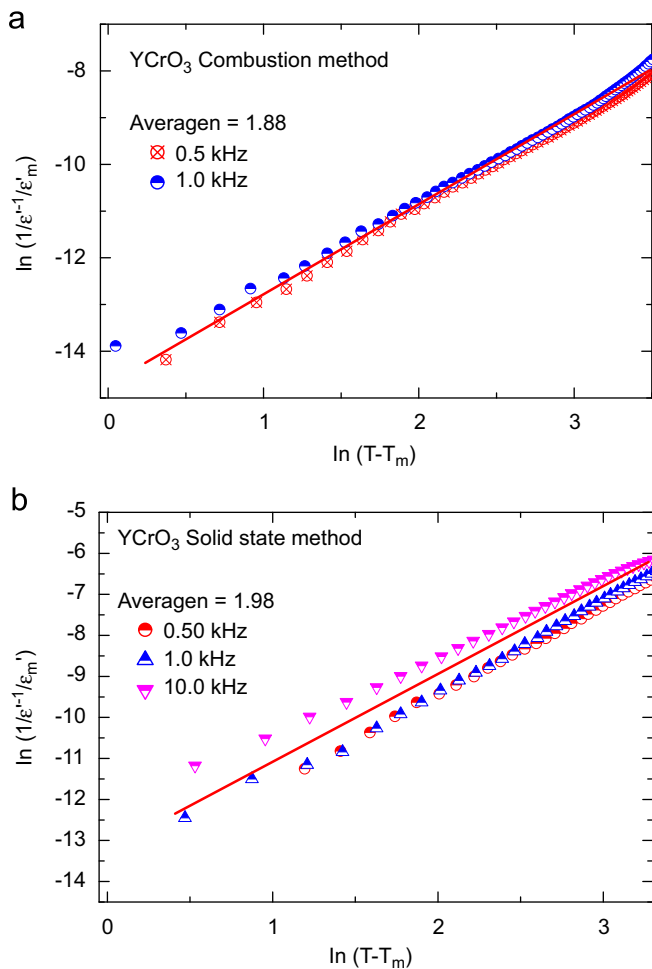 a
YCrO₃ Combustion method
Averagen = 1.88
0.5 kHz
1.0 kHz
-8
-10
-12
-14
ln (1/ε'⁻¹/ε'ₘ)
0
1
2
3
ln (T-Tₘ)
b
YCrO₃ Solid state method
Averagen = 1.98
0.50 kHz
1.0 kHz
10.0 kHz
-5
-6
-7
-8
-9
-10
-11
-12
-13
-14
ln (1/ε'⁻¹/εₘ')
0
1
2
3
ln (T-Tₘ)